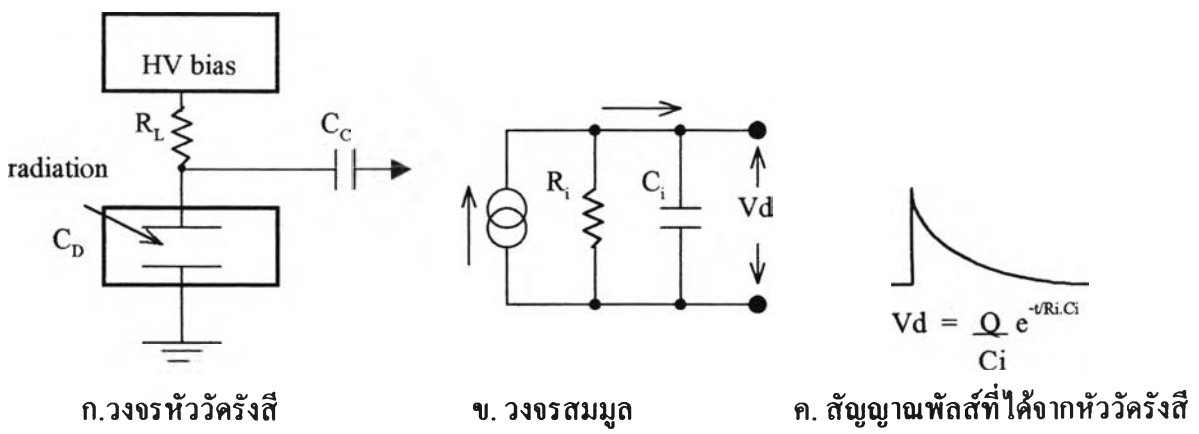 HV bias
R_L
C_C
radiation
C_D
R_i
C_i
Vd
Vd = Q/Ci e^-t/Ri.Ci
ก.วงจรหัววัดรังสี
ข. วงจรสมมูล
ค. สัญญาณพัลส์ที่ได้จากหัววัดรังสี